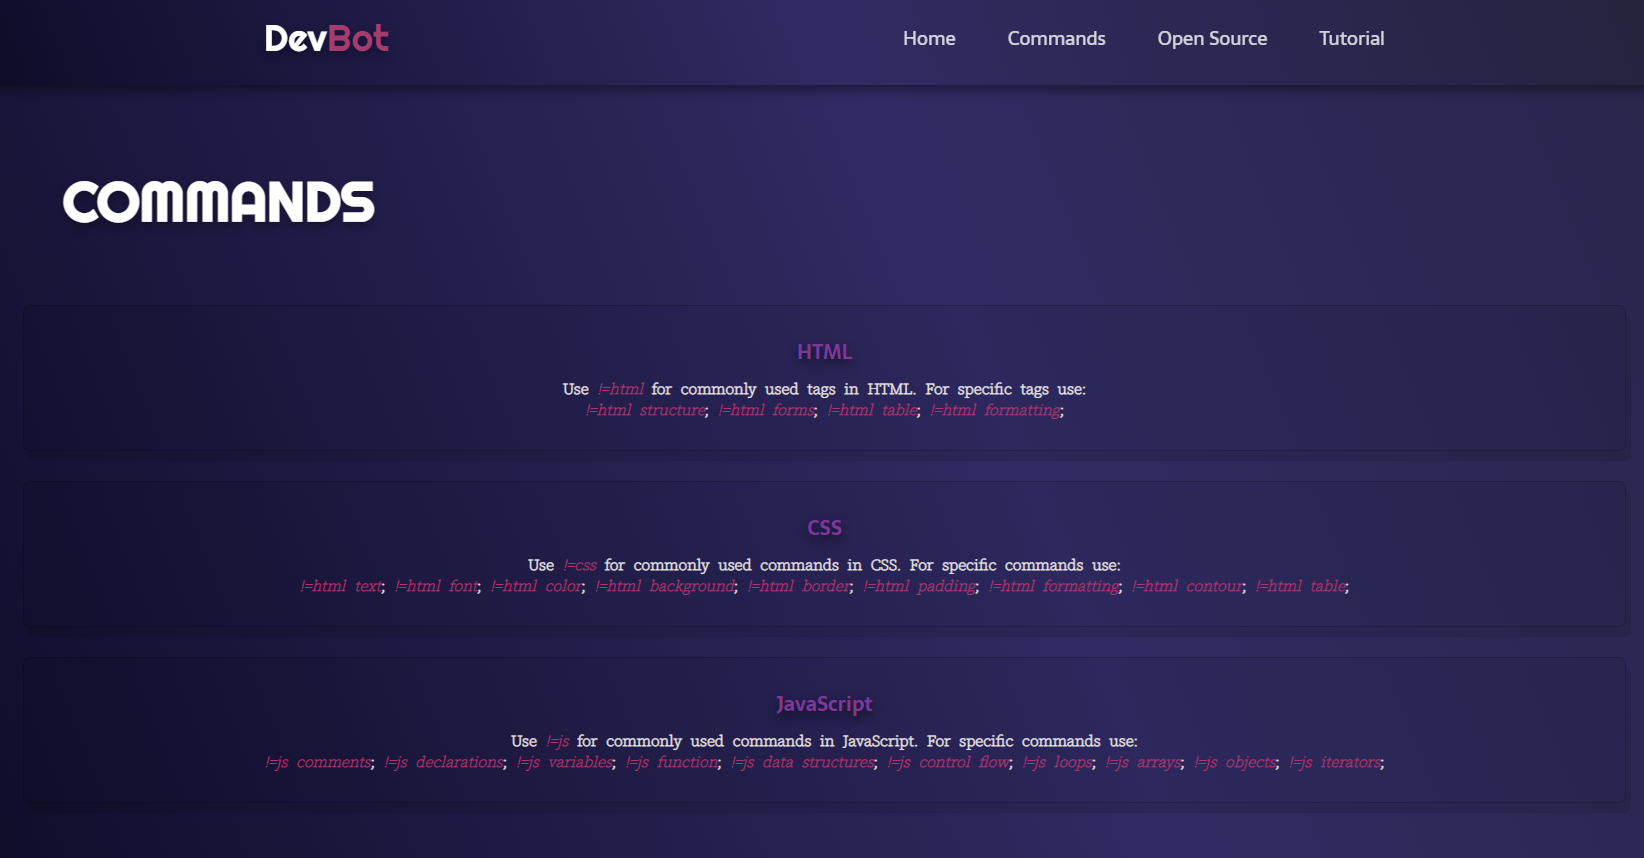 DevBot
Home Commands Open Source Tutorial
COMMANDS
HTML
Use !=html for commonly used tags in HTML. For specific tags use:
!=html structure; !=html forms; !=html table; !=html formatting;
CSS
Use !=css for commonly used commands in CSS. For specific commands use:
!=html text; !=html font; !=html color; !=html background; !=html border; !=html padding; !=html formatting; !=html contour; !=html table;
JavaScript
Use !=js for commonly used commands in JavaScript. For specific commands use:
!=js comments; !=js declarations; !=js variables; !=js function; !=js data structures; !=js control flow; !=js loops; !=js arrays; !=js objects; !=js iterators;